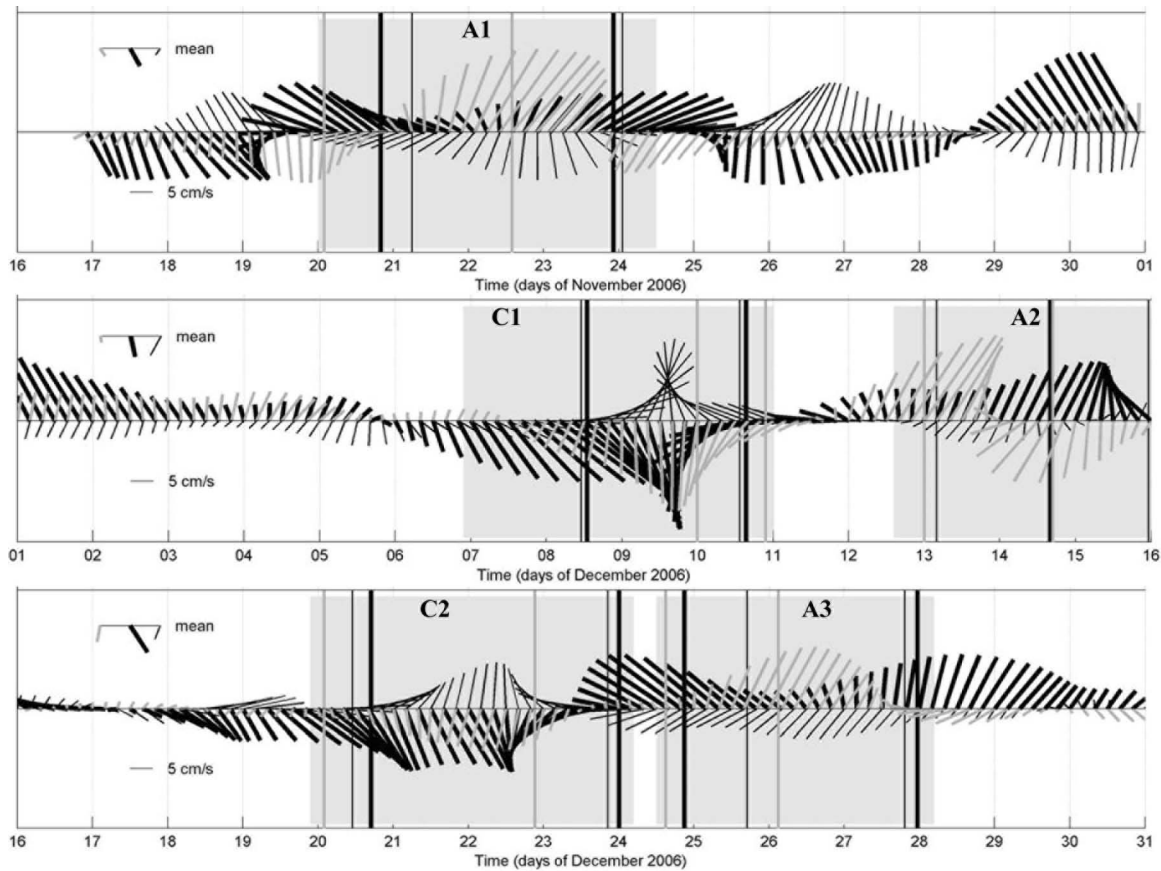 A1
mean
5 cm/s
16 17 18 19 20 21 22 23 24 25 26 27 28 29 30 01
Time (days of November 2006)
C1 A2
mean
5 cm/s
01 02 03 04 05 06 07 08 09 10 11 12 13 14 15 16
Time (days of December 2006)
C2 A3
mean
5 cm/s
16 17 18 19 20 21 22 23 24 25 26 27 28 29 30 31
Time (days of December 2006)